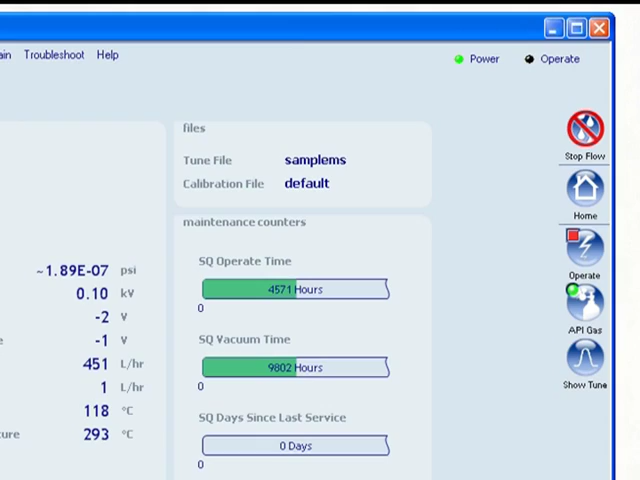 ain Troubleshoot Help
Power Operate
files
Tune File samplems
Calibration File default
maintenance counters
SQ Operate Time
4571 Hours
0
SQ Vacuum Time
9802 Hours
0
SQ Days Since Last Service
0 Days
0
~1.89E-07 psi
0.10 kV
-2 V
e -1 V
451 L/hr
1 L/hr
118 °C
ture 293 °C
Stop Flow
Home
Operate
API Gas
Show Tune